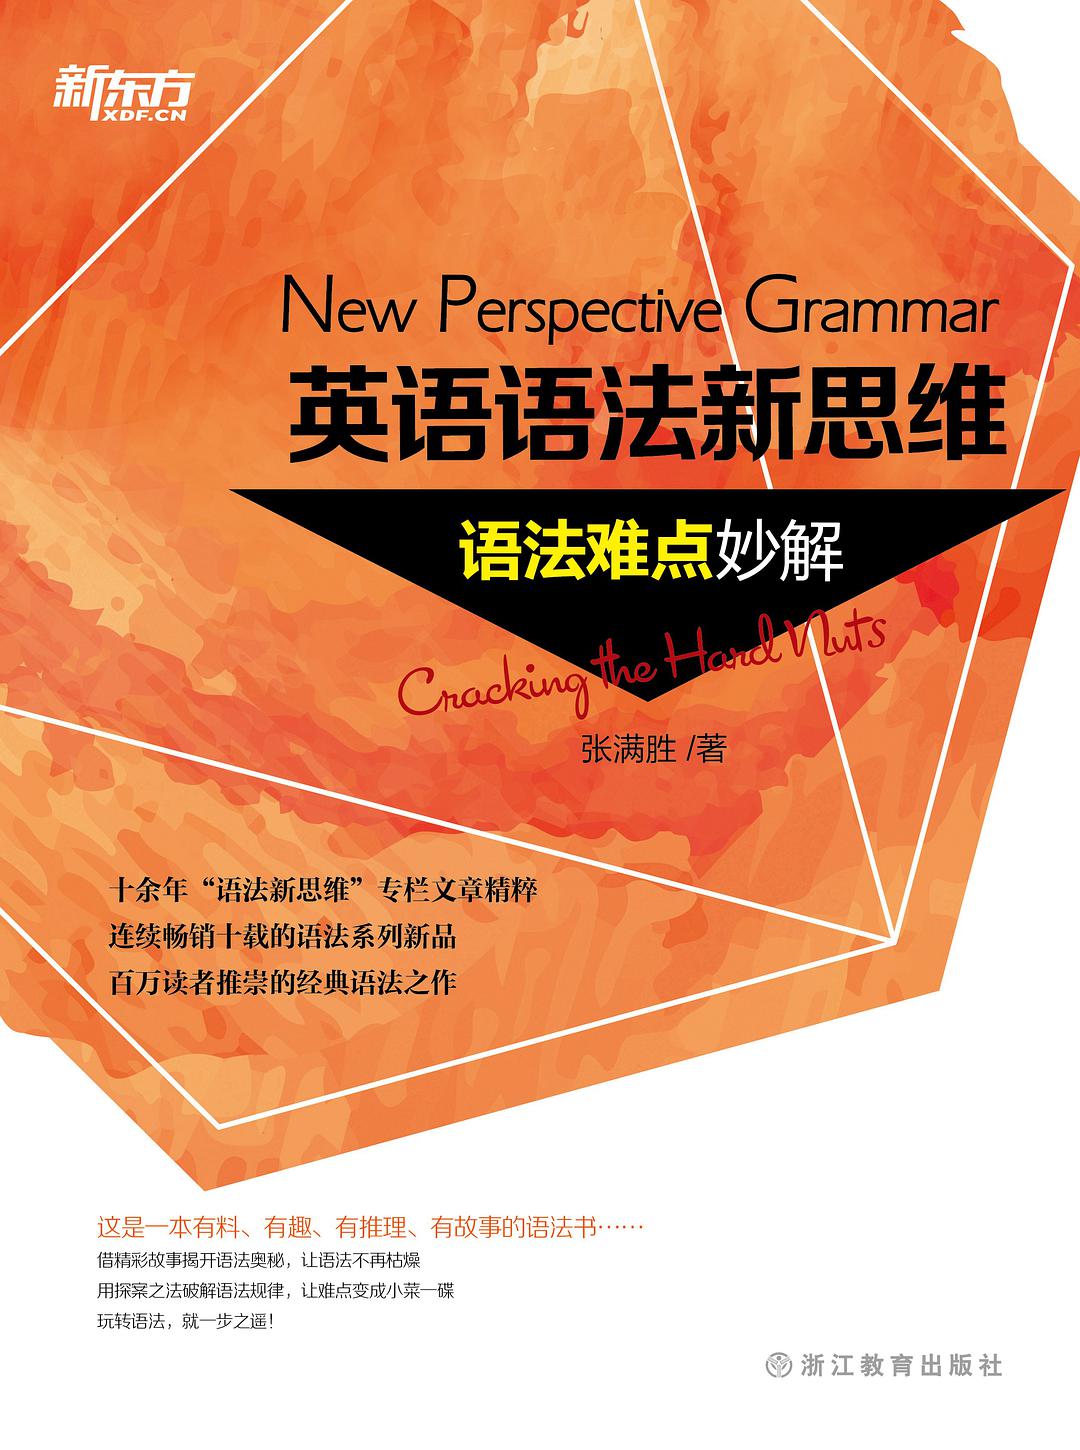 新东方
XDF.CN
New Perspective Grammar
英语语法新思维
语法难点妙解
Cracking the Hard Nuts
张满胜 /著
十余年“语法新思维”专栏文章精粹
连续畅销十载的语法系列新品
百万读者推崇的经典语法之作
这是一本有料、有趣、有推理、有故事的语法书……
借精彩故事揭开语法奥秘，让语法不再枯燥
用探案之法破解语法规律，让难点变成小菜一碟
玩转语法，就一步之遥！
浙江教育出版社